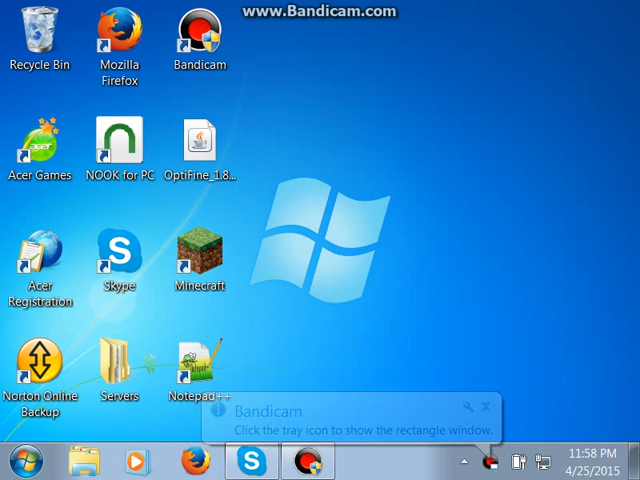 www.Bandicam.com
Recycle Bin
Mozilla
Firefox
Bandicam
Acer Games
NOOK for PC
OptiFine_1.8...
Acer
Registration
Skype
Minecraft
Norton Online
Backup
Servers
Notepad++
Bandicam
Click the tray icon to show the rectangle window.
11:58 PM
4/25/2015